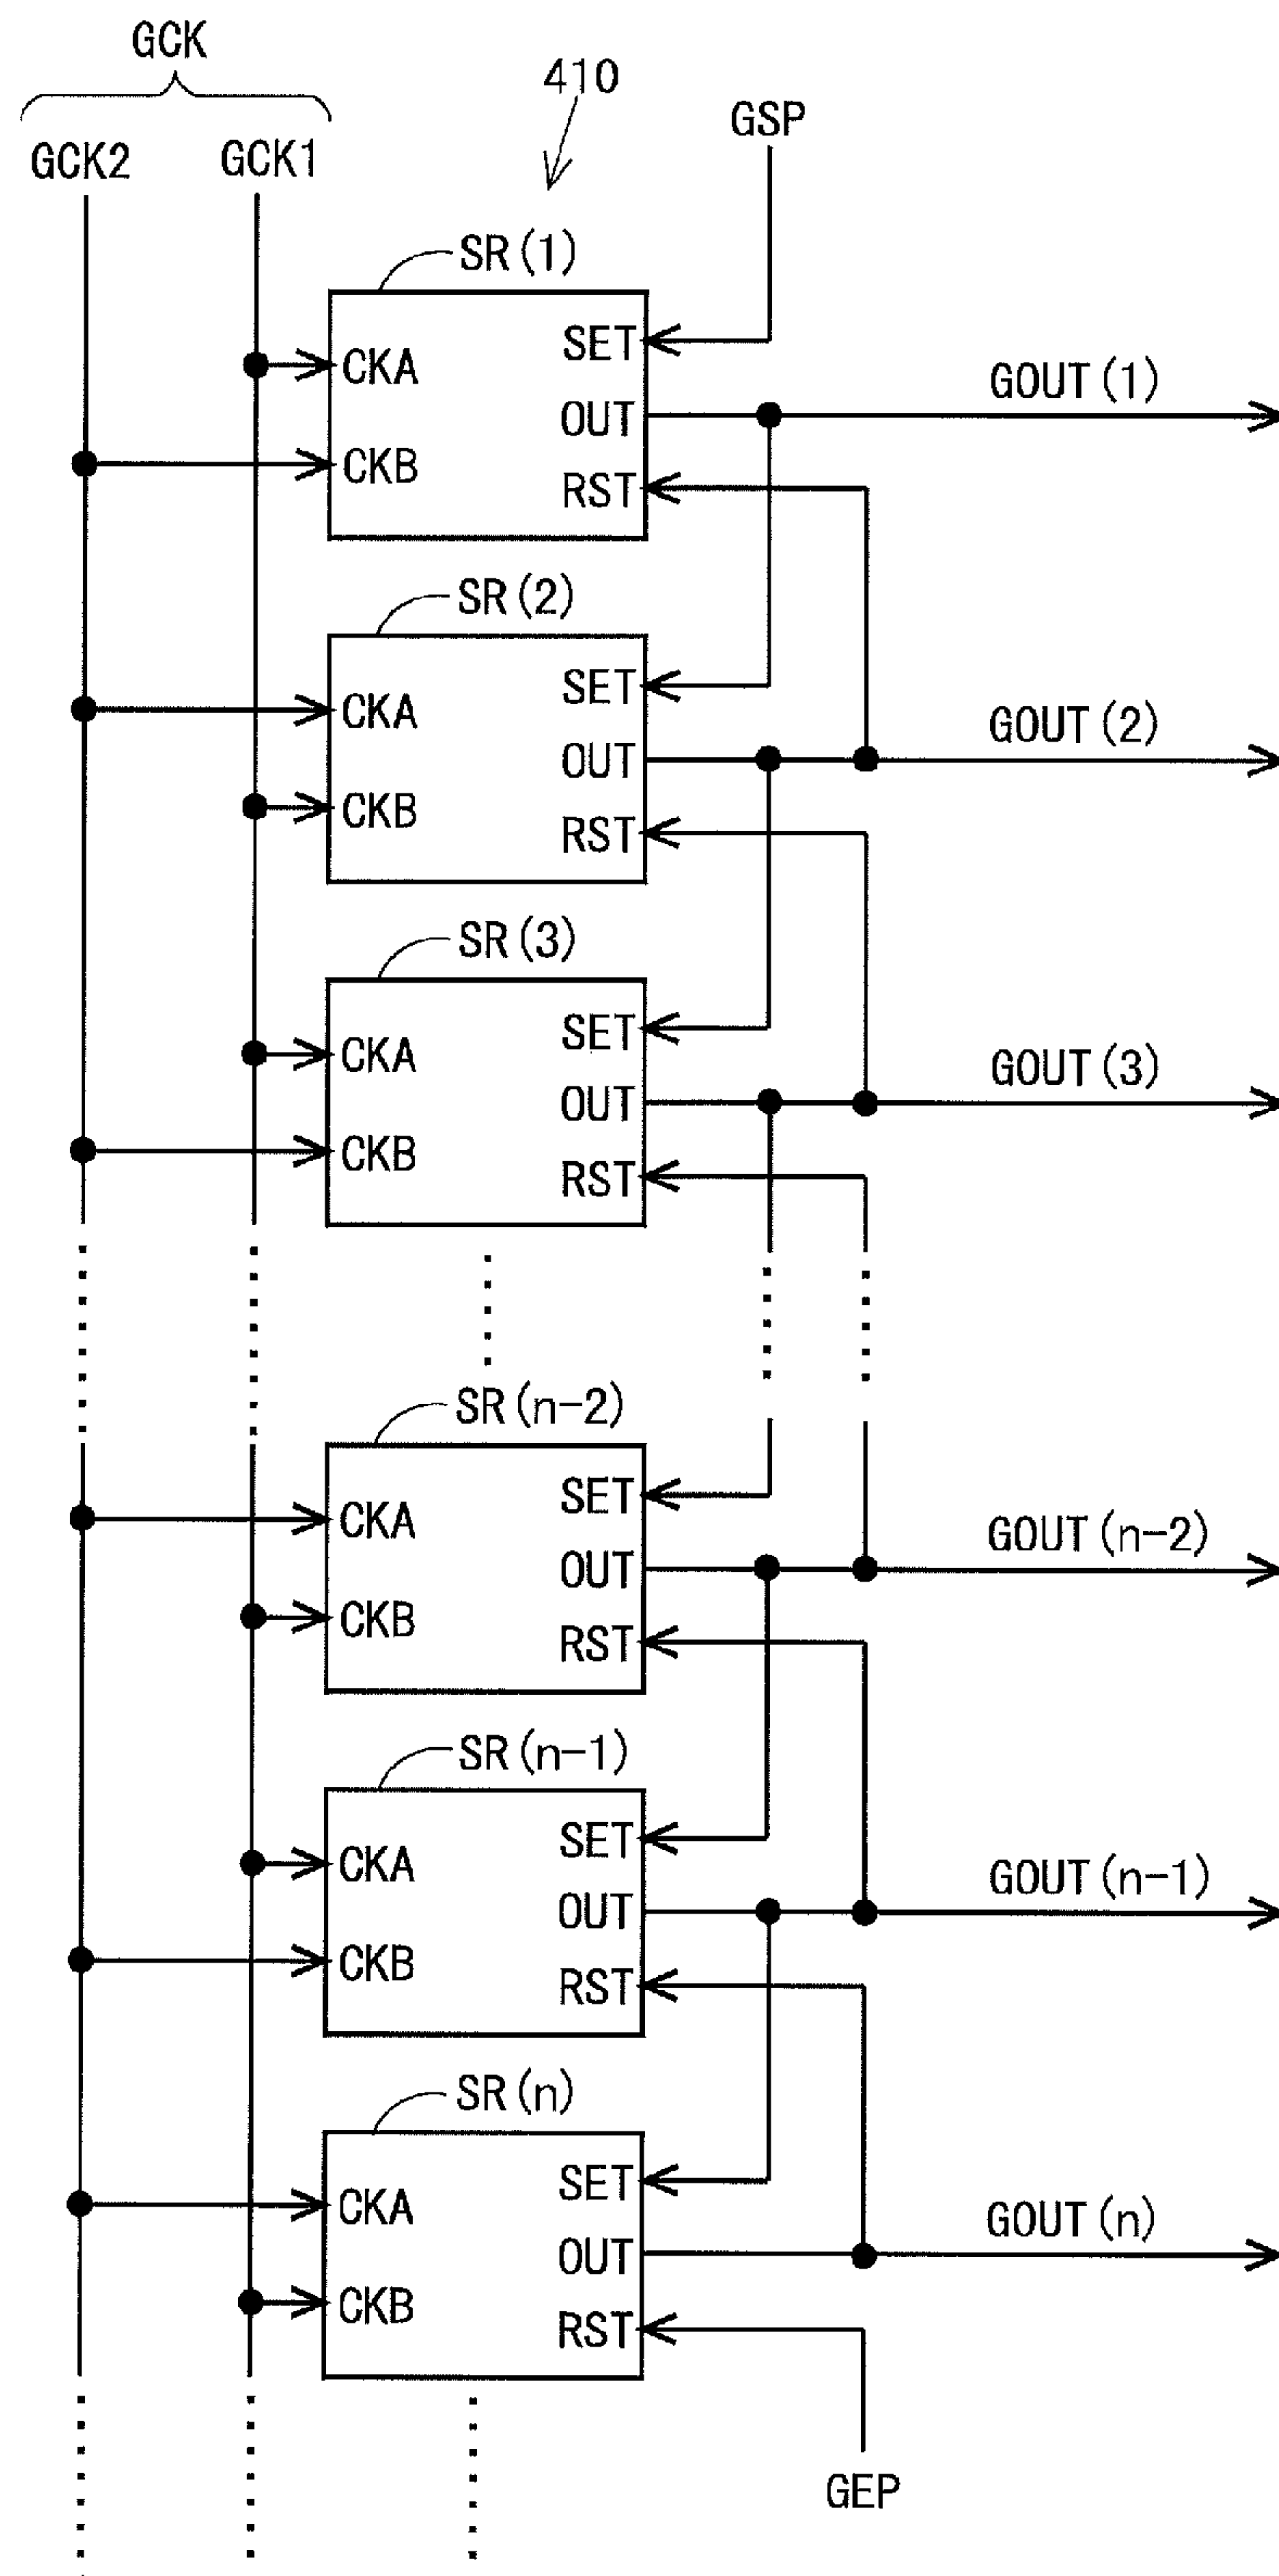 GCK
410
GSP
GCK2
GCK1
SR(1)
SET
CKA
GOUT(1)
OUT
CKB
RST
SR(2)
SET
CKA
GOUT(2)
OUT
CKB
RST
SR(3)
SET
CKA
GOUT(3)
OUT
CKB
RST
SR(n-2)
SET
CKA
GOUT(n-2)
OUT
CKB
RST
SR(n-1)
SET
CKA
GOUT(n-1)
OUT
CKB
RST
SR(n)
SET
CKA
GOUT(n)
OUT
CKB
RST
GEP